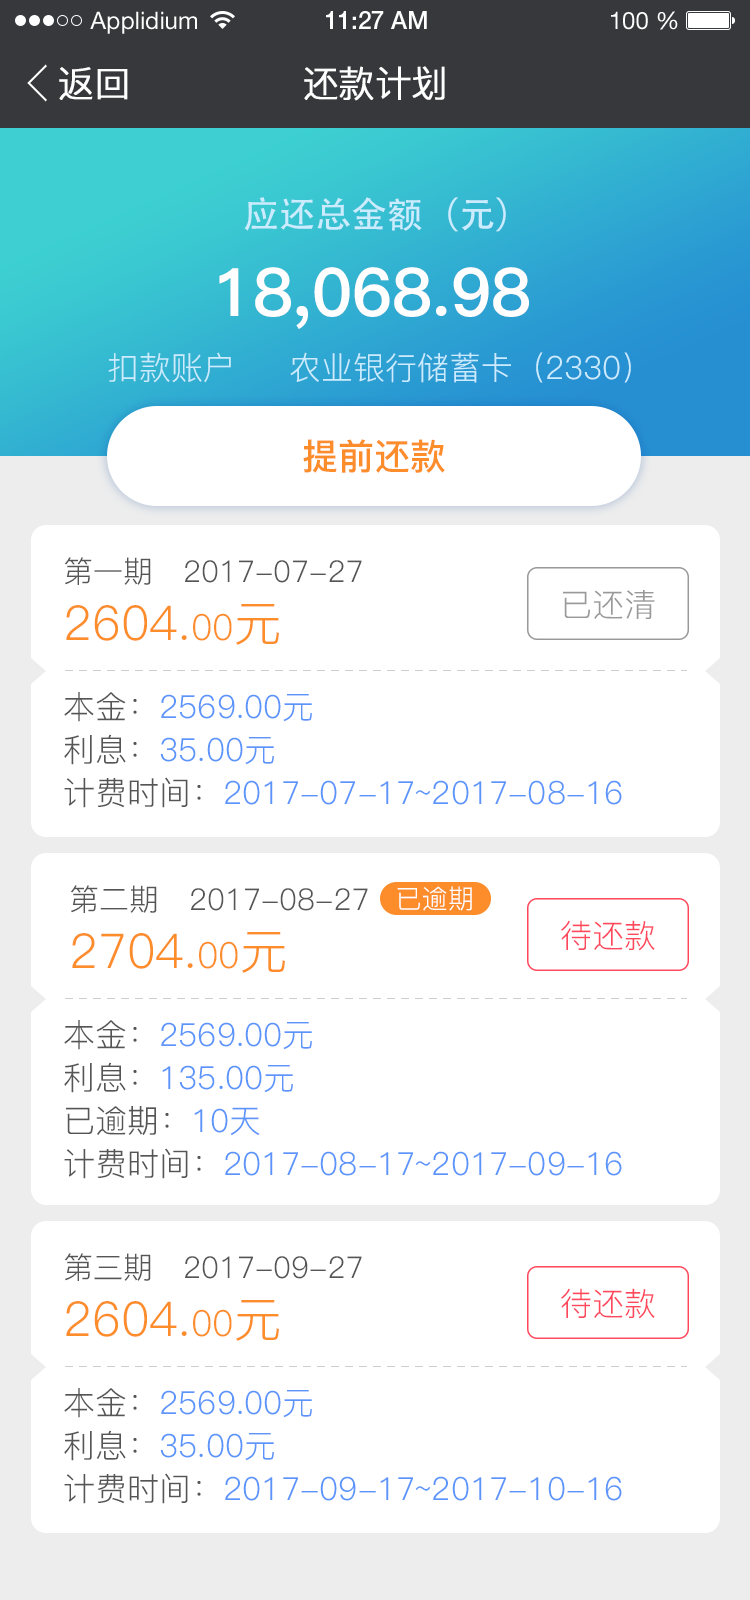 Applidium 11:27 AM 100 %
返回 还款计划
应还总金额（元）
18,068.98
扣款账户 农业银行储蓄卡（2330）
提前还款
第一期 2017-07-27
2604.00元
已还清
本金：2569.00元
利息：35.00元
计费时间：2017-07-17~2017-08-16
第二期 2017-08-27 已逾期
2704.00元
待还款
本金：2569.00元
利息：135.00元
已逾期：10天
计费时间：2017-08-17~2017-09-16
第三期 2017-09-27
2604.00元
待还款
本金：2569.00元
利息：35.00元
计费时间：2017-09-17~2017-10-16